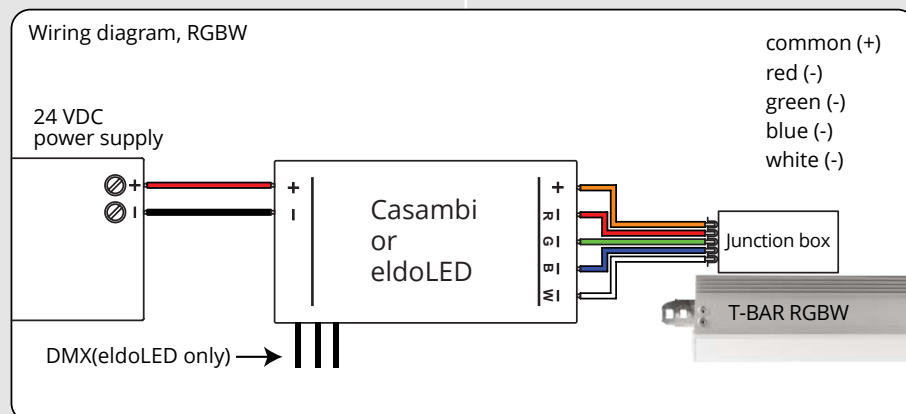 Wiring diagram, RGBW
common (+)
red (-)
green (-)
blue (-)
white (-)
24 VDC
power supply
+
–
+
–
Casambi
or
eldoLED
+
R –
G –
B –
W –
Junction box
T-BAR RGBW
DMX(eldoLED only)